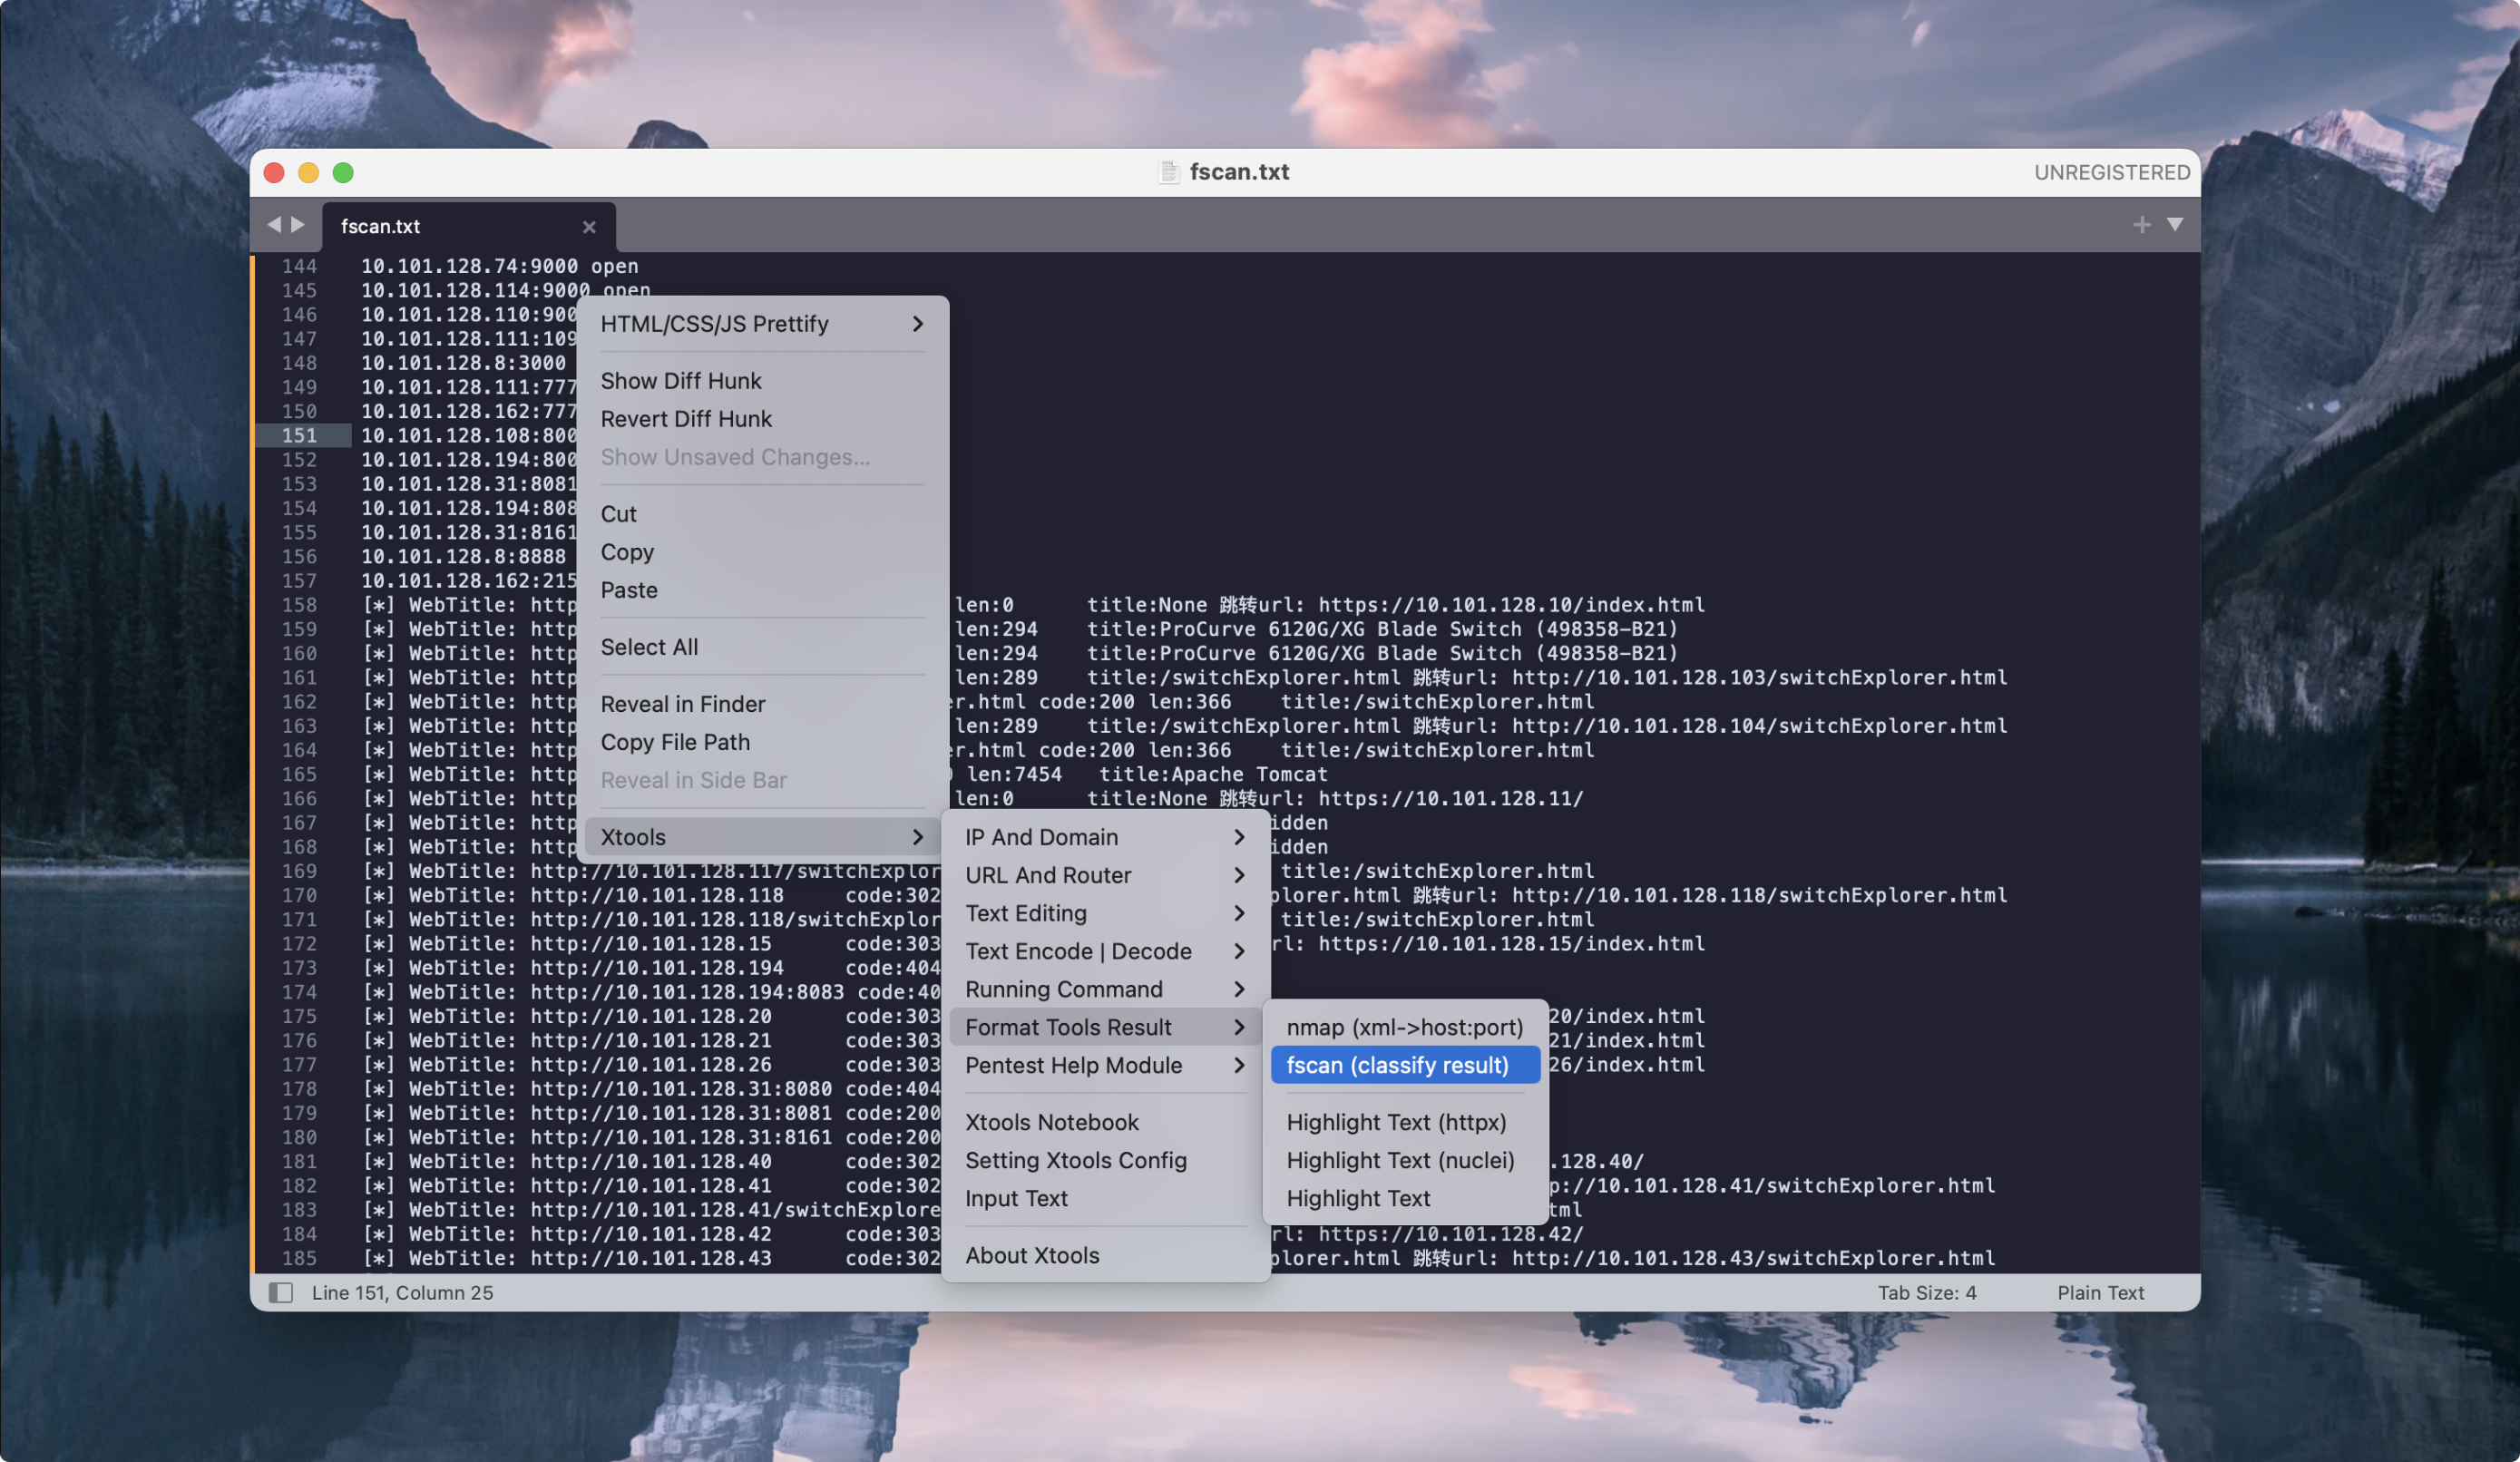 fscan.txt
UNREGISTERED
fscan.txt
144 10.101.128.74:9000 open
145 10.101.128.114:9000 open
146 10.101.128.110:900
147 10.101.128.111:109
148 10.101.128.8:3000
149 10.101.128.111:777
150 10.101.128.162:777
151 10.101.128.108:800
152 10.101.128.194:800
153 10.101.128.31:8081
154 10.101.128.194:808
155 10.101.128.31:8161
156 10.101.128.8:8888
157 10.101.128.162:215
158 [*] WebTitle: http len:0 title:None 跳转url: https://10.101.128.10/index.html
159 [*] WebTitle: http len:294 title:ProCurve 6120G/XG Blade Switch (498358-B21)
160 [*] WebTitle: http len:294 title:ProCurve 6120G/XG Blade Switch (498358-B21)
161 [*] WebTitle: http len:289 title:/switchExplorer.html 跳转url: http://10.101.128.103/switchExplorer.html
162 [*] WebTitle: http er.html code:200 len:366 title:/switchExplorer.html
163 [*] WebTitle: http len:289 title:/switchExplorer.html 跳转url: http://10.101.128.104/switchExplorer.html
164 [*] WebTitle: http er.html code:200 len:366 title:/switchExplorer.html
165 [*] WebTitle: http len:7454 title:Apache Tomcat
166 [*] WebTitle: http len:0 title:None 跳转url: https://10.101.128.11/
167 [*] WebTitle: http idden
168 [*] WebTitle: http idden
169 [*] WebTitle: http://10.101.128.117/switchExplor title:/switchExplorer.html
170 [*] WebTitle: http://10.101.128.118 code:302 plorer.html 跳转url: http://10.101.128.118/switchExplorer.html
171 [*] WebTitle: http://10.101.128.118/switchExplor title:/switchExplorer.html
172 [*] WebTitle: http://10.101.128.15 code:303 rl: https://10.101.128.15/index.html
173 [*] WebTitle: http://10.101.128.194 code:404
174 [*] WebTitle: http://10.101.128.194:8083 code:40
175 [*] WebTitle: http://10.101.128.20 code:303 20/index.html
176 [*] WebTitle: http://10.101.128.21 code:303 21/index.html
177 [*] WebTitle: http://10.101.128.26 code:303 26/index.html
178 [*] WebTitle: http://10.101.128.31:8080 code:404
179 [*] WebTitle: http://10.101.128.31:8081 code:200
180 [*] WebTitle: http://10.101.128.31:8161 code:200
181 [*] WebTitle: http://10.101.128.40 code:302 .128.40/
182 [*] WebTitle: http://10.101.128.41 code:302 p://10.101.128.41/switchExplorer.html
183 [*] WebTitle: http://10.101.128.41/switchExplore tml
184 [*] WebTitle: http://10.101.128.42 code:303 rl: https://10.101.128.42/
185 [*] WebTitle: http://10.101.128.43 code:302 plorer.html 跳转url: http://10.101.128.43/switchExplorer.html
HTML/CSS/JS Prettify
Show Diff Hunk
Revert Diff Hunk
Show Unsaved Changes...
Cut
Copy
Paste
Select All
Reveal in Finder
Copy File Path
Reveal in Side Bar
Xtools
IP And Domain
URL And Router
Text Editing
Text Encode | Decode
Running Command
Format Tools Result
Pentest Help Module
Xtools Notebook
Setting Xtools Config
Input Text
About Xtools
nmap (xml->host:port)
fscan (classify result)
Highlight Text (httpx)
Highlight Text (nuclei)
Highlight Text
Line 151, Column 25
Tab Size: 4
Plain Text